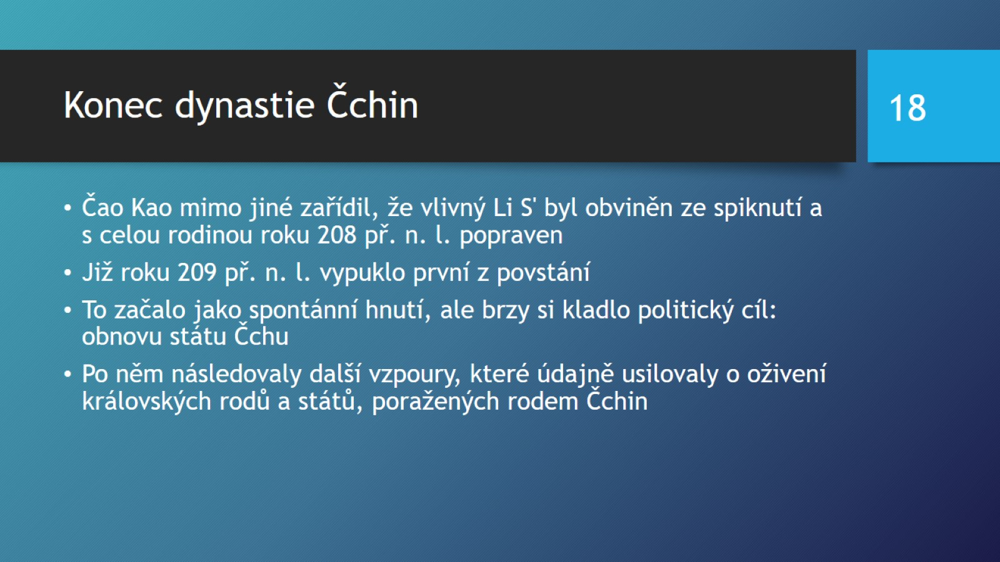 Konec dynastie Čchin
18
• Čao Kao mimo jiné zařídil, že vlivný Li S' byl obviněn ze spiknutí a
s celou rodinou roku 208 př. n. l. popraven
• Již roku 209 př. n. l. vypuklo první z povstání
• To začalo jako spontánní hnutí, ale brzy si kladlo politický cíl:
obnovu státu Čchu
• Po něm následovaly další vzpoury, které údajně usilovaly o oživení
královských rodů a států, poražených rodem Čchin